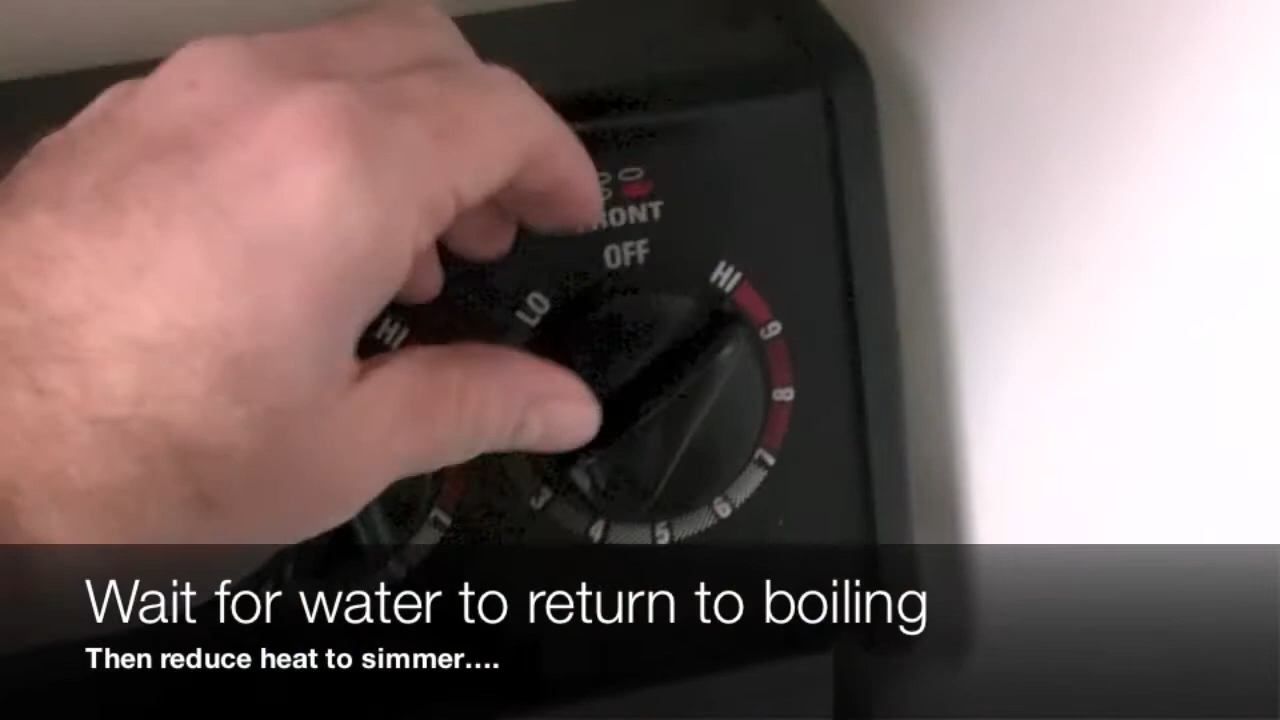 FRONT
OFF
HI
LO
9
HI
8
7
3
6
4
5
7
Wait for water to return to boiling
Then reduce heat to simmer....